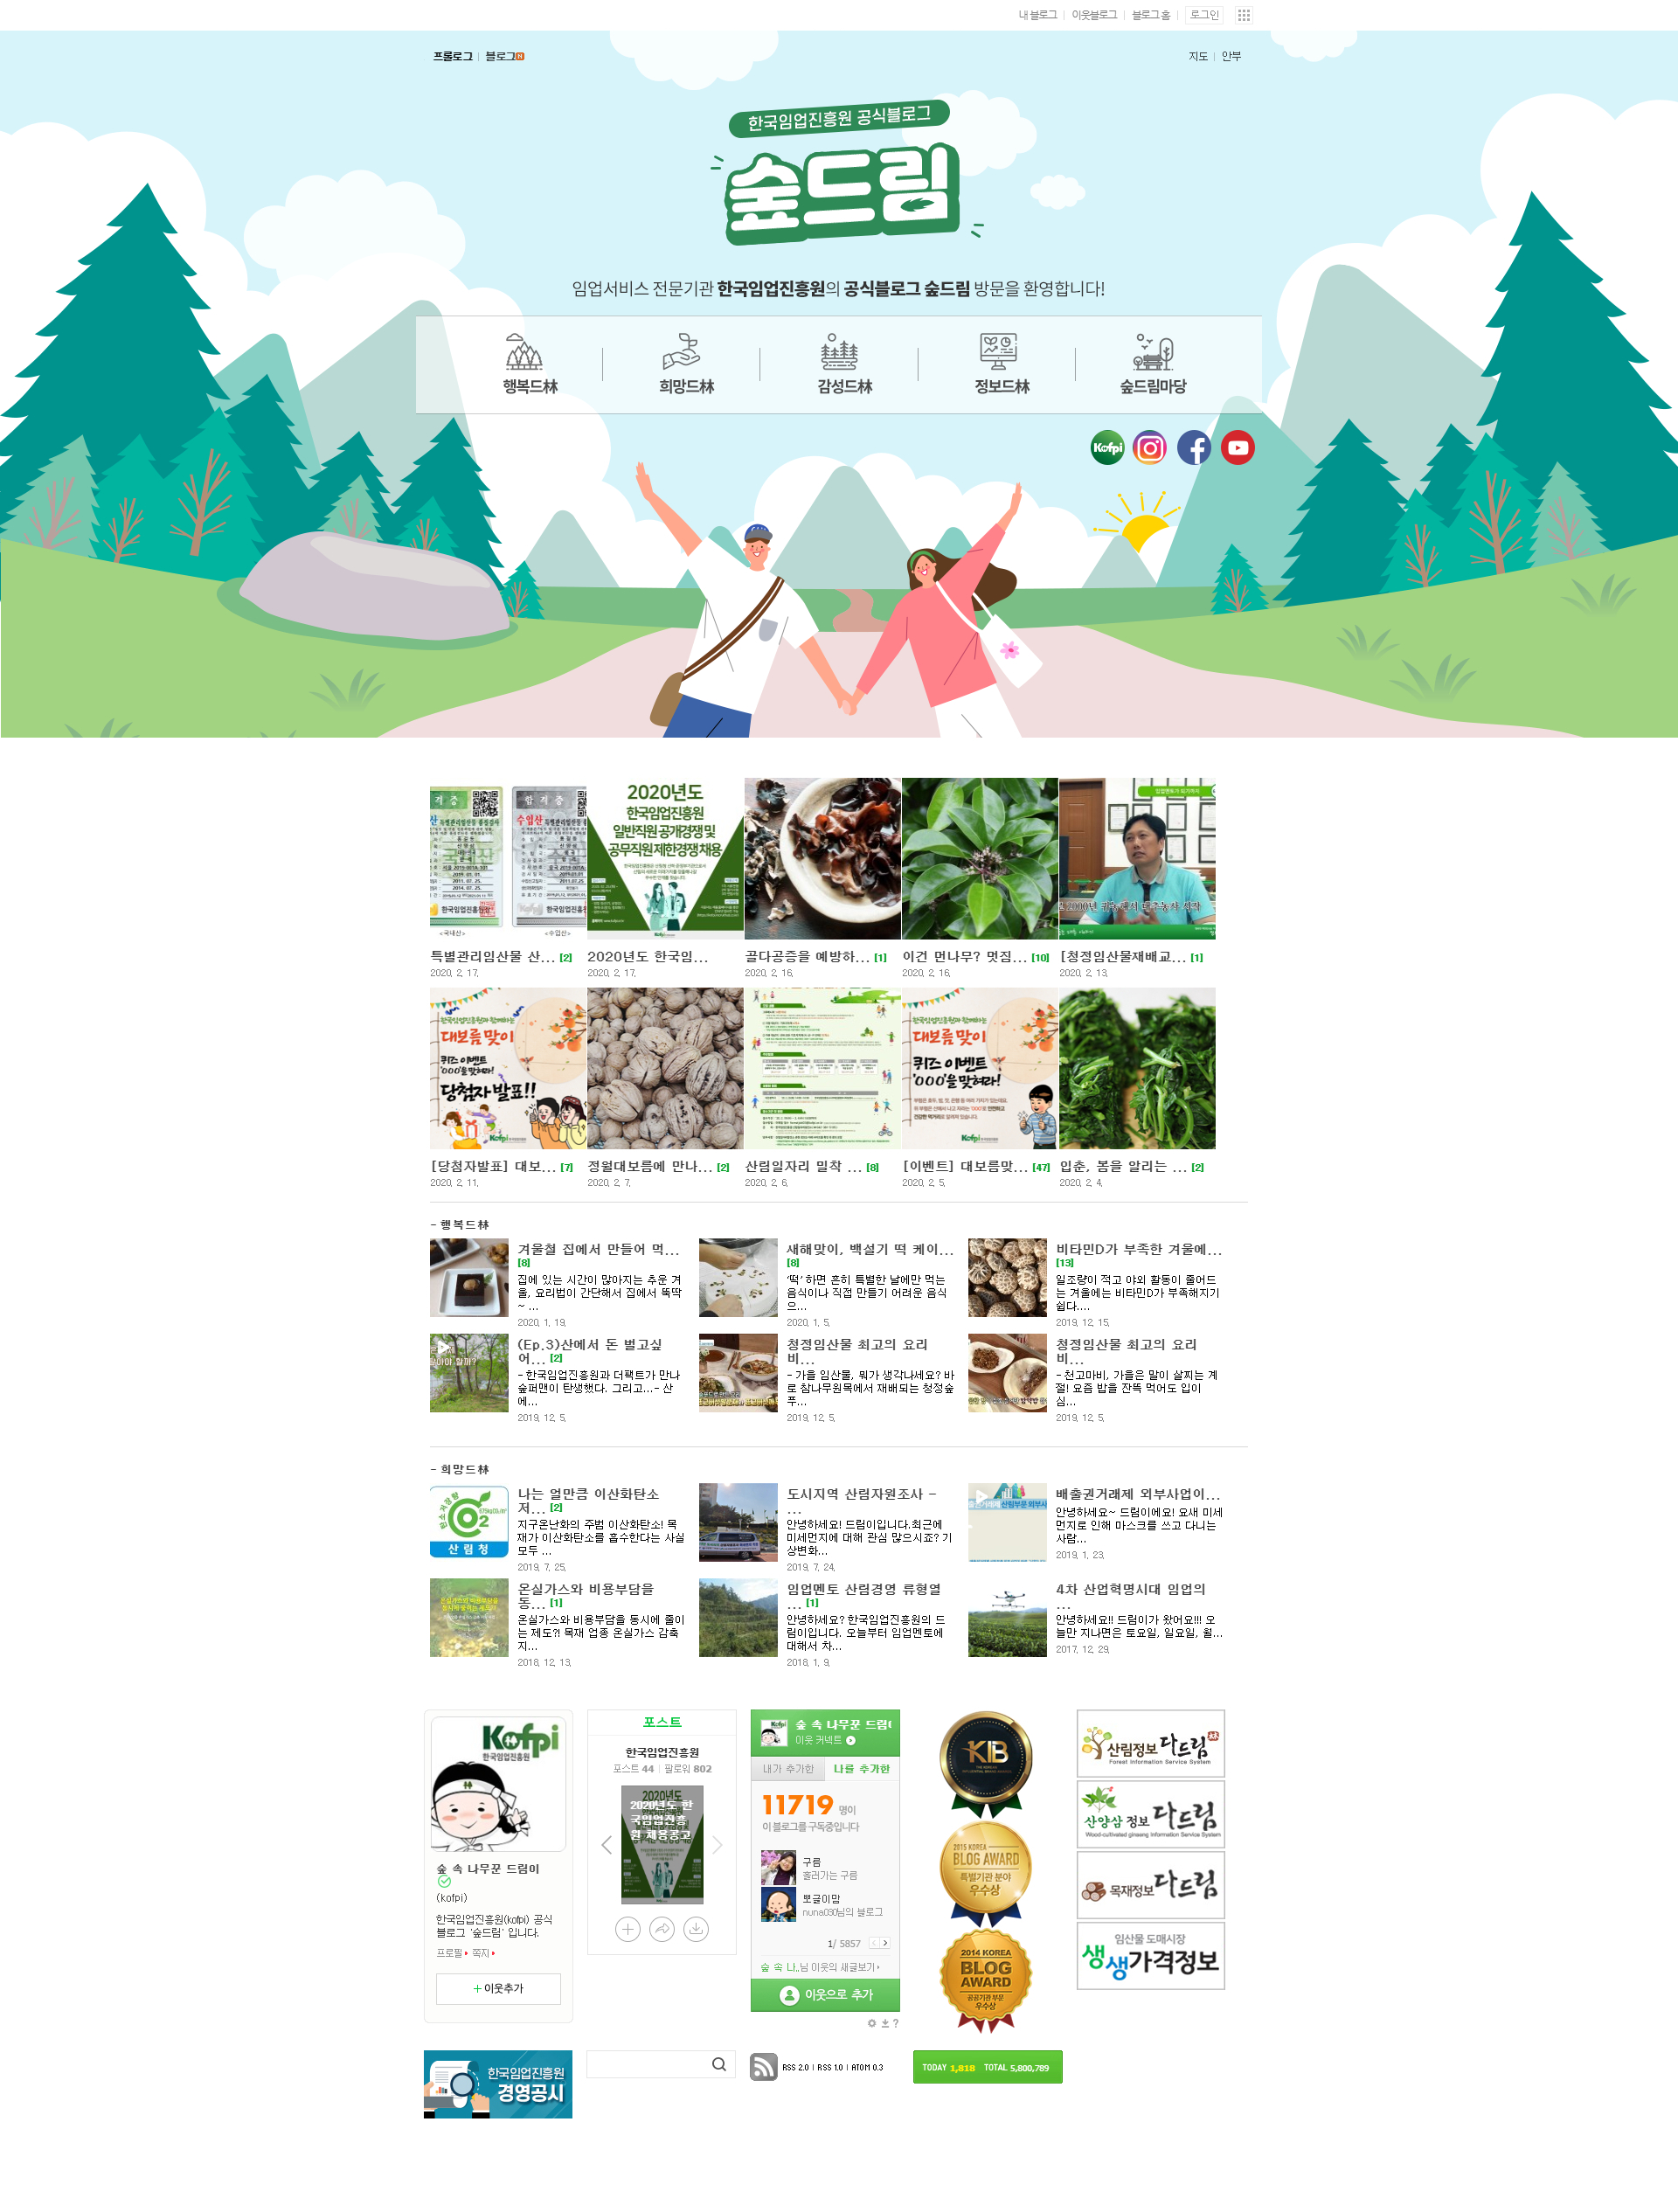 내 블로그
이웃블로그
블로그 홈
로그인
프롤로그
블로그
지도
안부
한국임업진흥원 공식블로그
숲드림
임업서비스 전문기관 한국임업진흥원의 공식블로그 숲드림 방문을 환영합니다!
행복드林
희망드林
감성드林
정보드林
숲드림마당
Kofpi
2020년도
한국임업진흥원
일반직원 공개경쟁 및
공무직원 제한경쟁 채용
<국내산>
<수입산>
특별관리임산물 산... [2]
2020. 2. 17.
2020년도 한국임...
2020. 2. 17.
골다공증을 예방하... [1]
2020. 2. 16.
이건 먼나무? 멋짐... [10]
2020. 2. 16.
[청정임산물재배교... [1]
2020. 2. 13.
한국임업진흥원과 함께하는
대보름 맞이
퀴즈 이벤트
'OOO'을 맞혀라!
당첨자 발표!!
Kofpi
한국임업진흥원과 함께하는
대보름 맞이
퀴즈 이벤트
'OOO'을 맞혀라!
Kofpi
[당첨자발표] 대보... [7]
2020. 2. 11.
정월대보름에 만나... [2]
2020. 2. 7.
산림일자리 밀착 ... [8]
2020. 2. 6.
[이벤트] 대보름맞... [47]
2020. 2. 5.
입춘, 봄을 알리는 ... [2]
2020. 2. 4.
- 행복드林
겨울철 집에서 만들어 먹...
[8]
집에 있는 시간이 많아지는 추운 겨
울, 요리법이 간단해서 집에서 뚝딱
~ ...
2020. 1. 19.
새해맞이, 백설기 떡 케이...
[8]
‘떡’ 하면 흔히 특별한 날에만 먹는
음식이나 직접 만들기 어려운 음식
으...
2020. 1. 5.
비타민D가 부족한 겨울에...
[13]
일조량이 적고 야외 활동이 줄어드
는 겨울에는 비타민D가 부족해지기
쉽다....
2019. 12. 15.
(Ep.3)산에서 돈 벌고싶
어... [2]
- 한국임업진흥원과 더팩트가 만나
숲퍼맨이 탄생했다. 그리고...- 산
에...
2019. 12. 5.
청정임산물 최고의 요리
비...
- 가을 임산물, 뭐가 생각나세요? 바
로 참나무원목에서 재배되는 청정숲
푸...
2019. 12. 5.
청정임산물 최고의 요리
비...
- 천고마비, 가을은 말이 살찌는 계
절! 요즘 밥을 잔뜩 먹어도 입이
심...
2019. 12. 5.
- 희망드林
산림청
나는 얼만큼 이산화탄소
저... [2]
지구온난화의 주범 이산화탄소! 목
재가 이산화탄소를 흡수한다는 사실
모두 ...
2019. 7. 25.
도시지역 산림자원조사 -
...
안녕하세요! 드림이입니다.최근에
미세먼지에 대해 관심 많으시죠? 기
상변화...
2019. 7. 24.
배출권거래제 외부사업이...
안녕하세요~ 드림이에요! 요새 미세
먼지로 인해 마스크를 쓰고 다니는
사람...
2019. 1. 23.
온실가스와 비용부담을
동... [1]
온실가스와 비용부담을 동시에 줄이
는 제도?! 목재 업종 온실가스 감축
지...
2018. 12. 13.
임업멘토 산림경영 류형열
... [1]
안녕하세요? 한국임업진흥원의 드
림이입니다. 오늘부터 임업멘토에
대해서 차...
2018. 1. 9.
4차 산업혁명시대 임업의
...
안녕하세요!! 드림이가 왔어요!!! 오
늘만 지나면은 토요일, 일요일, 월...
2017. 12. 29.
Kofpi
한국임업진흥원
숲 속 나무꾼 드림이
(kofpi)
한국임업진흥원(kofpi) 공식
블로그 '숲드림' 입니다.
프로필 쪽지
+ 이웃추가
포스트
한국임업진흥원
포스트 44 | 팔로워 802
2020년도 한
국임업진흥
원 채용공고
숲 속 나무꾼 드림이
이웃 커넥트
내가 추가한
나를 추가한
11719 명이
이 블로그를 구독중입니다
구름
흘러가는 구름
뽀글이맘
nuna030님의 블로그
1/ 5857
숲 속 나..님 이웃의 새글보기
이웃으로 추가
KIB
2015 KOREA
BLOG AWARD
특별기관 분야
우수상
2014 KOREA
BLOG
AWARD
공공기관 부문
우수상
산림정보 다드림
Forest Information Service System
산양삼 정보 다드림
Wood-cultivated ginseng Information Service System
목재정보 다드림
임산물 도매시장
생생가격정보
한국임업진흥원
경영공시
RSS 2.0 | RSS 1.0 | ATOM 0.3
TODAY 1,818 TOTAL 5,800,789